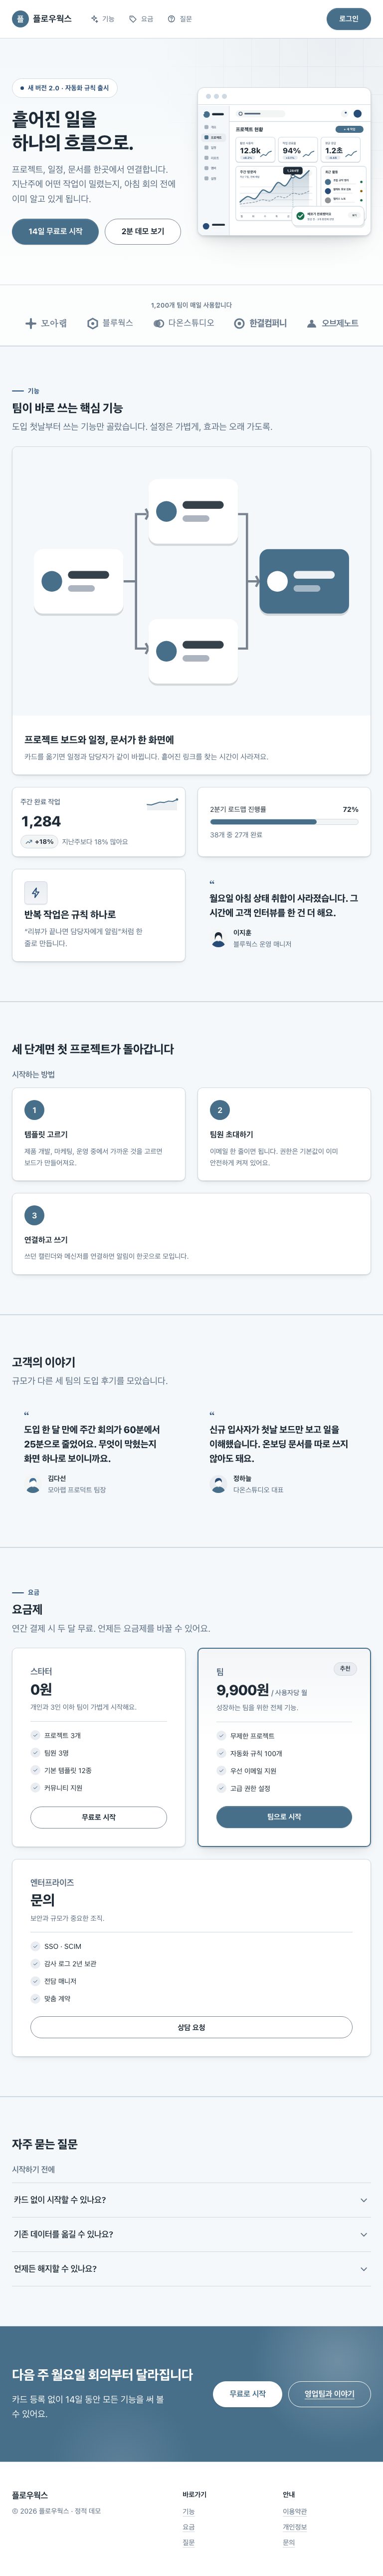 플 플로우웍스
기능
요금
질문
로그인
새 버전 2.0 · 자동화 규칙 출시
흩어진 일을
하나의 흐름으로.
프로젝트, 일정, 문서를 한곳에서 연결합니다.
지난주에 어떤 작업이 밀렸는지, 아침 회의 전에
이미 알고 있게 됩니다.
14일 무료로 시작
2분 데모 보기
프로젝트 현황
12.8k
94%
1.2초
1,200개 팀이 매일 사용합니다
모아랩
블루웍스
다온스튜디오
한결컴퍼니
오브제노트
기능
팀이 바로 쓰는 핵심 기능
도입 첫날부터 쓰는 기능만 골랐습니다. 설정은 가볍게, 효과는 오래 가도록.
프로젝트 보드와 일정, 문서가 한 화면에
카드를 옮기면 일정과 담당자가 같이 바뀝니다. 흩어진 링크를 찾는 시간이 사라져요.
주간 완료 작업
1,284
+18% 지난주보다 18% 많아요
2분기 로드맵 진행률 72%
38개 중 27개 완료
반복 작업은 규칙 하나로
“리뷰가 끝나면 담당자에게 알림”처럼 한
줄로 만듭니다.
“
월요일 아침 상태 취합이 사라졌습니다. 그
시간에 고객 인터뷰를 한 건 더 해요.
이지훈
블루웍스 운영 매니저
세 단계면 첫 프로젝트가 돌아갑니다
시작하는 방법
1
템플릿 고르기
제품 개발, 마케팅, 운영 중에서 가까운 것을 고르면
보드가 만들어져요.
2
팀원 초대하기
이메일 한 줄이면 됩니다. 권한은 기본값이 이미
안전하게 켜져 있어요.
3
연결하고 쓰기
쓰던 캘린더와 메신저를 연결하면 알림이 한곳으로 모입니다.
고객의 이야기
규모가 다른 세 팀의 도입 후기를 모았습니다.
“
도입 한 달 만에 주간 회의가 60분에서
25분으로 줄었어요. 무엇이 막혔는지
화면 하나로 보이니까요.
김다선
모아랩 프로덕트 팀장
“
신규 입사자가 첫날 보드만 보고 일을
이해했습니다. 온보딩 문서를 따로 쓰지
않아도 돼요.
정하늘
다온스튜디오 대표
요금
요금제
연간 결제 시 두 달 무료. 언제든 요금제를 바꿀 수 있어요.
스타터
0원
개인과 3인 이하 팀이 가볍게 시작해요.
프로젝트 3개
팀원 3명
기본 템플릿 12종
커뮤니티 지원
무료로 시작
추천
팀
9,900원 / 사용자당 월
성장하는 팀을 위한 전체 기능.
무제한 프로젝트
자동화 규칙 100개
우선 이메일 지원
고급 권한 설정
팀으로 시작
엔터프라이즈
문의
보안과 규모가 중요한 조직.
SSO · SCIM
감사 로그 2년 보관
전담 매니저
맞춤 계약
상담 요청
자주 묻는 질문
시작하기 전에
카드 없이 시작할 수 있나요?
기존 데이터를 옮길 수 있나요?
언제든 해지할 수 있나요?
다음 주 월요일 회의부터 달라집니다
카드 등록 없이 14일 동안 모든 기능을 써 볼
수 있어요.
무료로 시작
영업팀과 이야기
플로우웍스
© 2026 플로우웍스 · 정적 데모
바로가기
기능
요금
질문
안내
이용약관
개인정보
문의